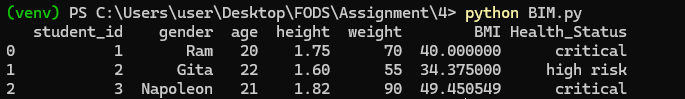 (venv) PS C:\Users\user\Desktop\FODS\Assignment\4> python BIM.py
student_id gender age height weight BMI Health_Status
0 1 Ram 20 1.75 70 40.000000 critical
1 2 Gita 22 1.60 55 34.375000 high risk
2 3 Napoleon 21 1.82 90 49.450549 critical